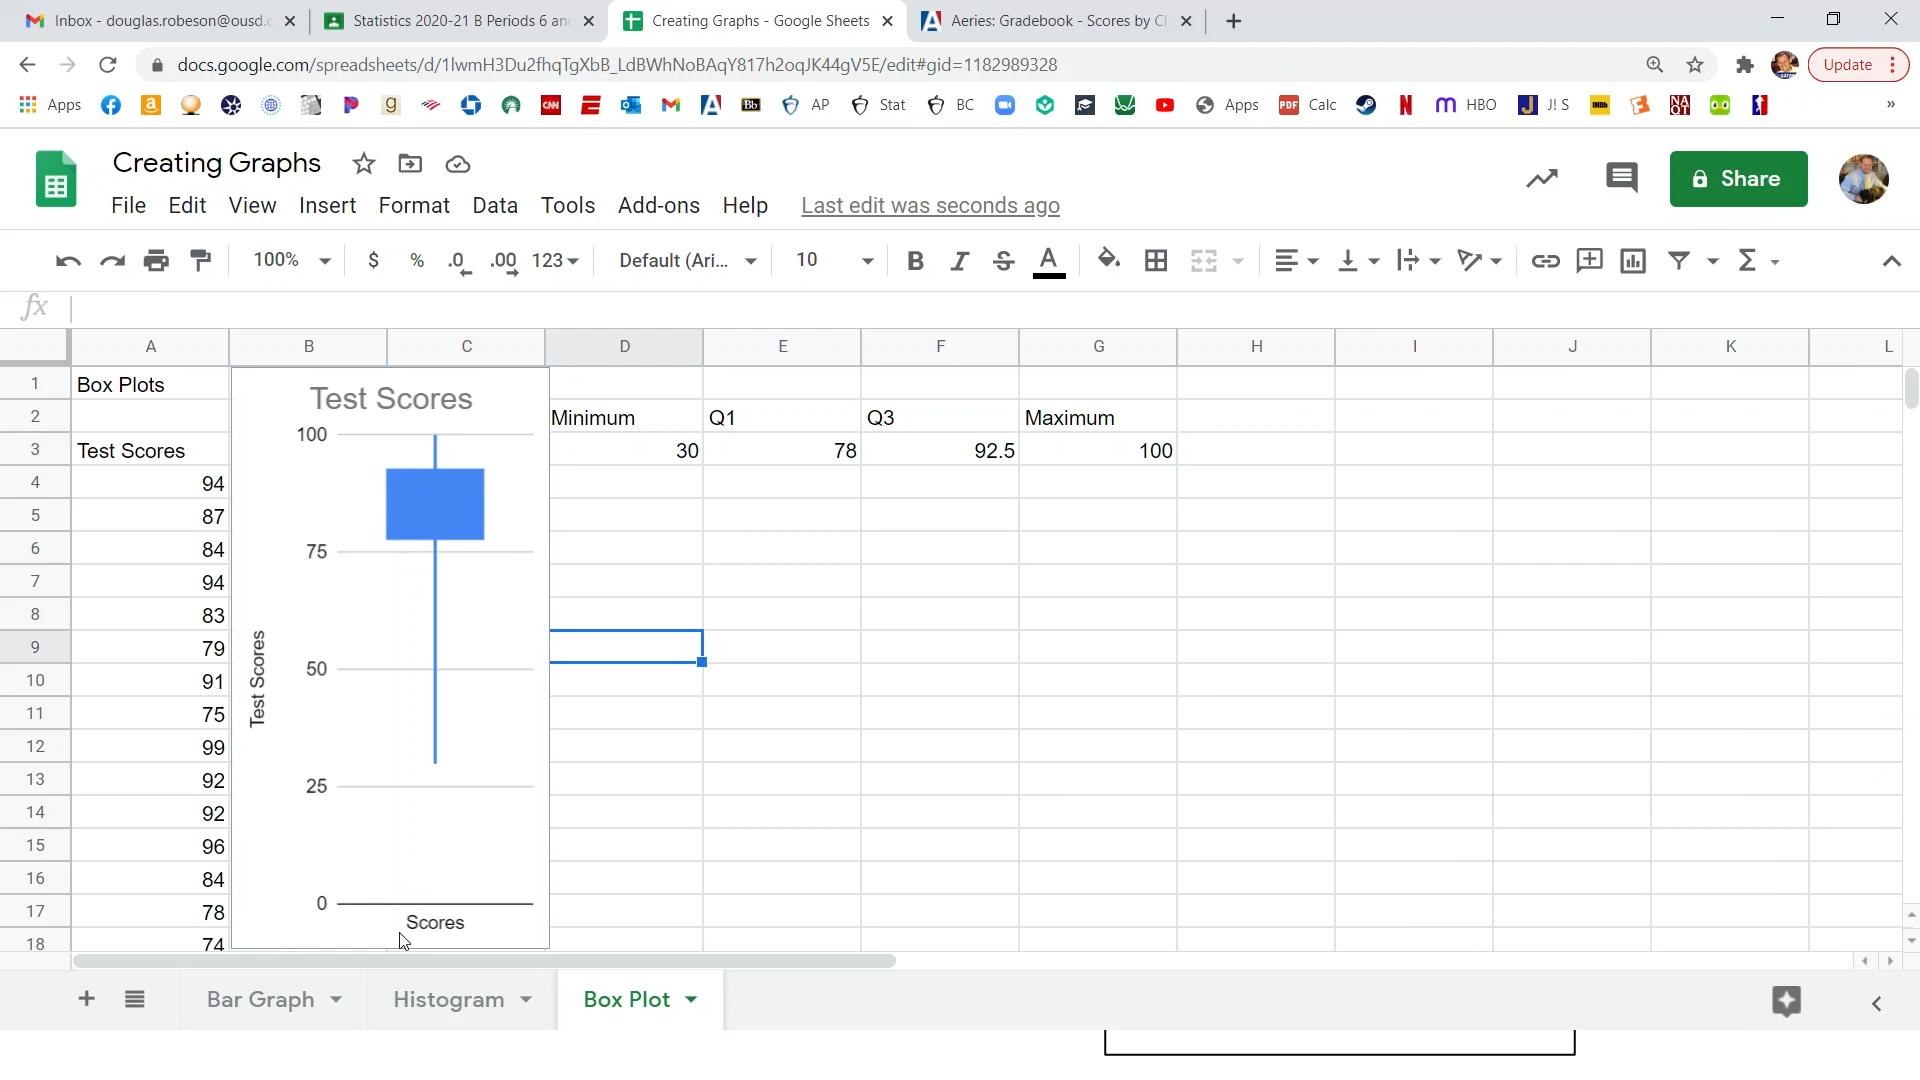 Inbox - douglas.robeson@ousd.c
Statistics 2020-21 B Periods 6 an
Creating Graphs - Google Sheets
Aeries: Gradebook - Scores by Cl
docs.google.com/spreadsheets/d/1lwmH3Du2fhqTgXbB_LdBWhNoBAqY817h2oqJK44gV5E/edit#gid=1182989328
Update
Apps CNN Bb AP Stat BC Apps PDF Calc HBO J! S IMDb NAQT
Creating Graphs
Share
File Edit View Insert Format Data Tools Add-ons Help Last edit was seconds ago
100% $ % .0 .00 123 Default (Ari... 10 B I S A
fx
A B C D E F G H I J K L
1 Box Plots
2 Minimum Q1 Q3 Maximum
3 Test Scores 30 78 92.5 100
4 94
5 87
6 84
7 94
8 83
9 79
10 91
11 75
12 99
13 92
14 92
15 96
16 84
17 78
18 74
Test Scores
100
75
50
25
0
Test Scores
Scores
Bar Graph Histogram Box Plot